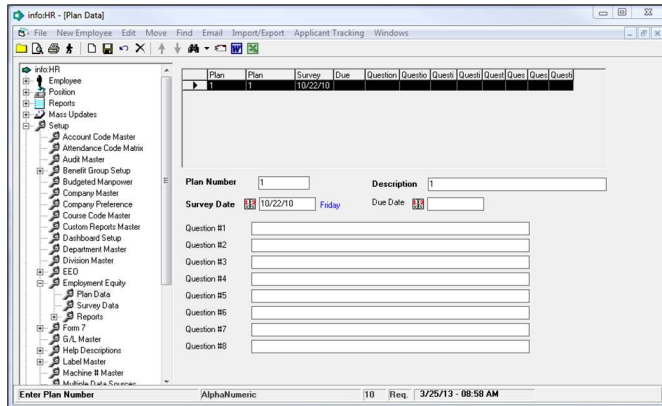 info:HR - [Plan Data]
File New Employee Edit Move Find Email Import/Export Applicant Tracking Windows
info:HR
Employee
Position
Reports
Mass Updates
Setup
Account Code Master
Attendance Code Matrix
Audit Master
Benefit Group Setup
Budgeted Manpower
Company Master
Company Preference
Course Code Master
Custom Reports Master
Dashboard Setup
Department Master
Division Master
EEO
Employment Equity
Plan Data
Survey Data
Reports
Form 7
G/L Master
Help Descriptions
Label Master
Machine # Master
Multiple Data Sources
Plan Plan Survey Due Question Questio Questi Questi Quest Ques Ques Questi
1 1 10/22/10
Plan Number 1 Description 1
Survey Date 10/22/10 Friday Due Date
Question #1
Question #2
Question #3
Question #4
Question #5
Question #6
Question #7
Question #8
Enter Plan Number AlphaNumeric 10 Req. 3/25/13 - 08:58 AM